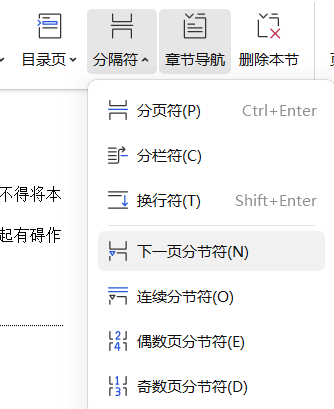 目录页 分隔符 章节导航 删除本节
分页符(P) Ctrl+Enter
分栏符(C)
不得将本
换行符(T) Shift+Enter
起有碍作
下一页分节符(N)
连续分节符(O)
偶数页分节符(E)
奇数页分节符(D)